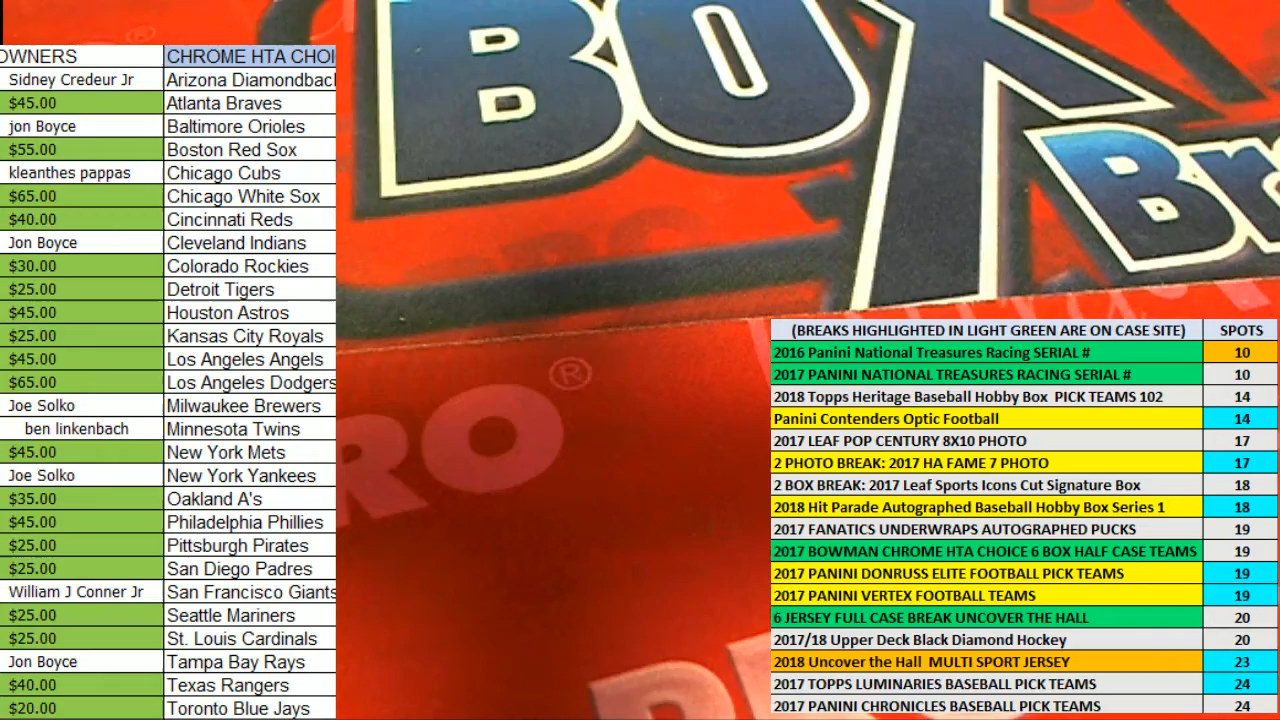 OWNERS CHROME HTA CHOI
Sidney Credeur Jr Arizona Diamondbac
$45.00 Atlanta Braves
jon Boyce Baltimore Orioles
$55.00 Boston Red Sox
kleanthes pappas Chicago Cubs
$65.00 Chicago White Sox
$40.00 Cincinnati Reds
Jon Boyce Cleveland Indians
$30.00 Colorado Rockies
$25.00 Detroit Tigers
$45.00 Houston Astros
$25.00 Kansas City Royals
$45.00 Los Angeles Angels
$65.00 Los Angeles Dodgers
Joe Solko Milwaukee Brewers
ben linkenbach Minnesota Twins
$45.00 New York Mets
Joe Solko New York Yankees
$35.00 Oakland A's
$45.00 Philadelphia Phillies
$25.00 Pittsburgh Pirates
$25.00 San Diego Padres
William J Conner Jr San Francisco Giants
$25.00 Seattle Mariners
$25.00 St. Louis Cardinals
Jon Boyce Tampa Bay Rays
$40.00 Texas Rangers
$20.00 Toronto Blue Jays
BOX
Br
RO
®
PRO
(BREAKS HIGHLIGHTED IN LIGHT GREEN ARE ON CASE SITE) SPOTS
2016 Panini National Treasures Racing SERIAL # 10
2017 PANINI NATIONAL TREASURES RACING SERIAL # 10
2018 Topps Heritage Baseball Hobby Box PICK TEAMS 102 14
Panini Contenders Optic Football 14
2017 LEAF POP CENTURY 8X10 PHOTO 17
2 PHOTO BREAK: 2017 HA FAME 7 PHOTO 17
2 BOX BREAK: 2017 Leaf Sports Icons Cut Signature Box 18
2018 Hit Parade Autographed Baseball Hobby Box Series 1 18
2017 FANATICS UNDERWRAPS AUTOGRAPHED PUCKS 19
2017 BOWMAN CHROME HTA CHOICE 6 BOX HALF CASE TEAMS 19
2017 PANINI DONRUSS ELITE FOOTBALL PICK TEAMS 19
2017 PANINI VERTEX FOOTBALL TEAMS 19
6 JERSEY FULL CASE BREAK UNCOVER THE HALL 20
2017/18 Upper Deck Black Diamond Hockey 20
2018 Uncover the Hall MULTI SPORT JERSEY 23
2017 TOPPS LUMINARIES BASEBALL PICK TEAMS 24
2017 PANINI CHRONICLES BASEBALL PICK TEAMS 24